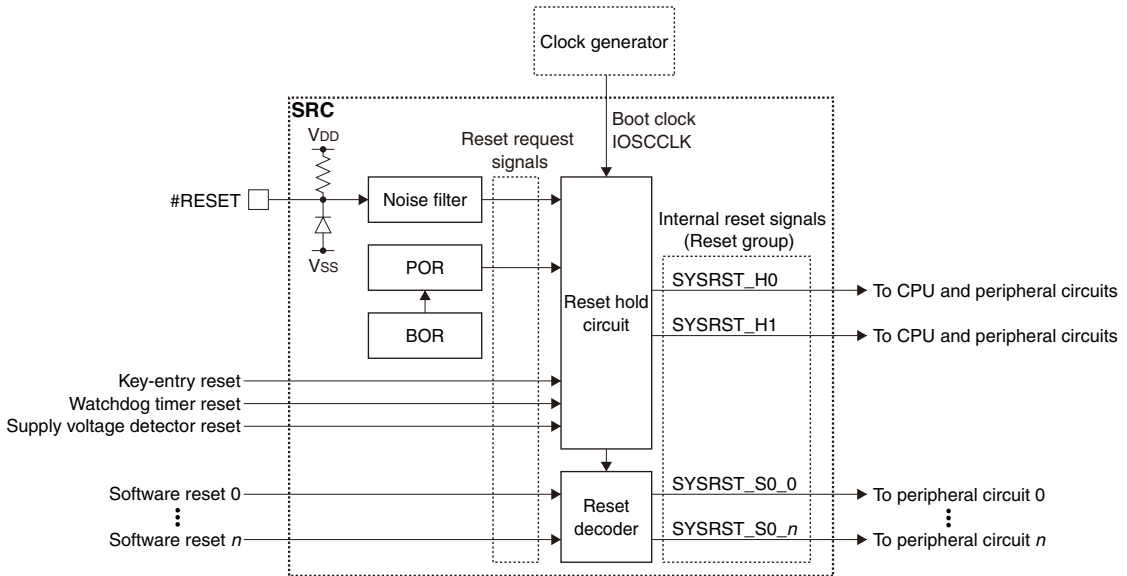 Clock generator
SRC
VDD
Boot clock
IOSCCLK
Reset request
signals
#RESET
Noise filter
Internal reset signals
(Reset group)
VSS
POR
SYSRST_H0
To CPU and peripheral circuits
Reset hold
circuit
BOR
SYSRST_H1
To CPU and peripheral circuits
Key-entry reset
Watchdog timer reset
Supply voltage detector reset
Software reset 0
SYSRST_S0_0
To peripheral circuit 0
Reset
decoder
Software reset n
SYSRST_S0_n
To peripheral circuit n